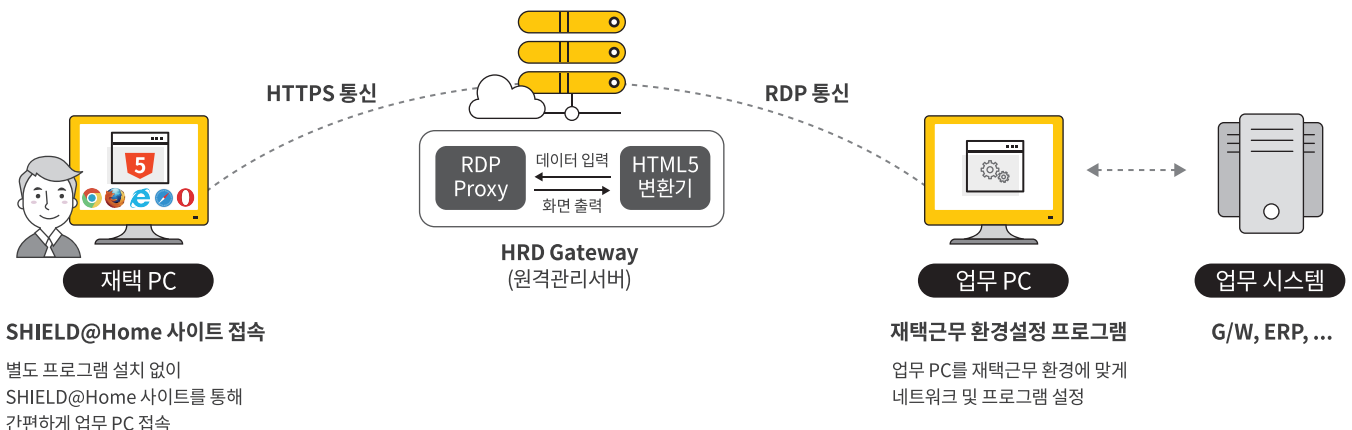 HTTPS 통신
RDP 통신
5
RDP
Proxy
데이터 입력
화면 출력
HTML5
변환기
HRD Gateway
(원격관리서버)
재택 PC
업무 PC
업무 시스템
SHIELD@Home 사이트 접속
별도 프로그램 설치 없이
SHIELD@Home 사이트를 통해
간편하게 업무 PC 접속
재택근무 환경설정 프로그램
업무 PC를 재택근무 환경에 맞게
네트워크 및 프로그램 설정
G/W, ERP, ...